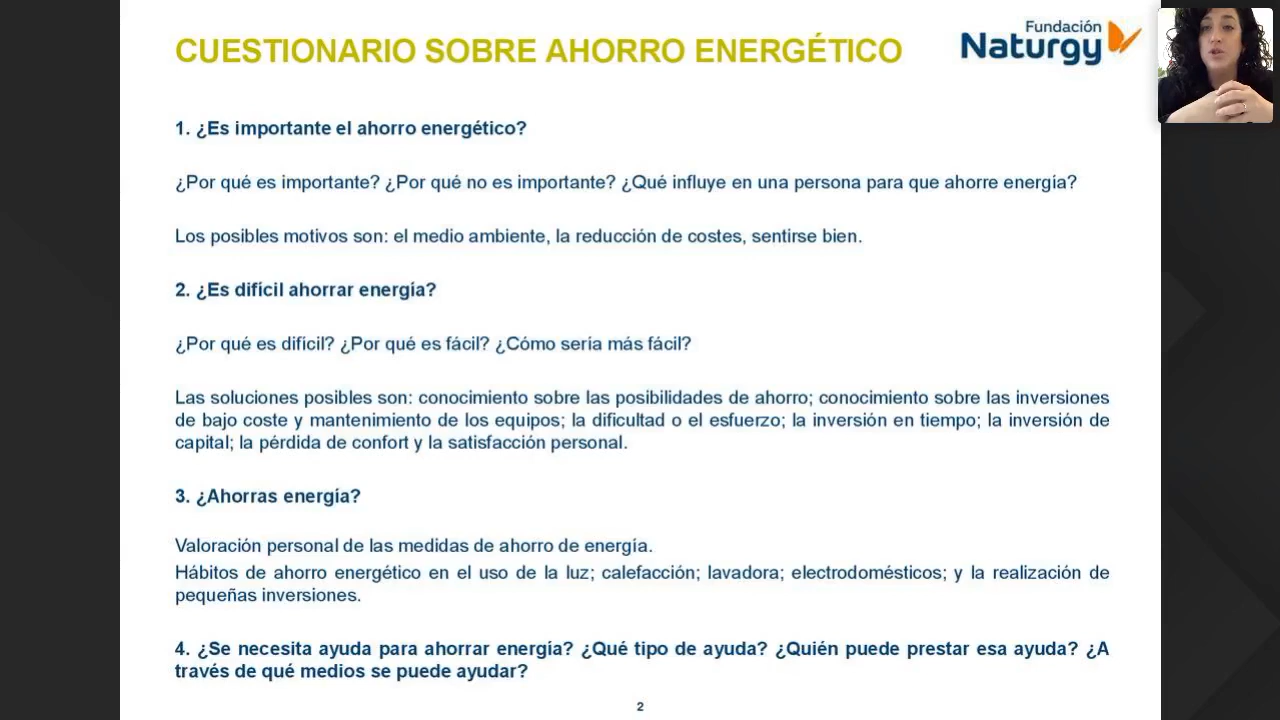 CUESTIONARIO SOBRE AHORRO ENERGÉTICO
Fundación
Naturgy
1. ¿Es importante el ahorro energético?
¿Por qué es importante? ¿Por qué no es importante? ¿Qué influye en una persona para que ahorre energía?
Los posibles motivos son: el medio ambiente, la reducción de costes, sentirse bien.
2. ¿Es difícil ahorrar energía?
¿Por qué es difícil? ¿Por qué es fácil? ¿Cómo sería más fácil?
Las soluciones posibles son: conocimiento sobre las posibilidades de ahorro; conocimiento sobre las inversiones
de bajo coste y mantenimiento de los equipos; la dificultad o el esfuerzo; la inversión en tiempo; la inversión de
capital; la pérdida de confort y la satisfacción personal.
3. ¿Ahorras energía?
Valoración personal de las medidas de ahorro de energía.
Hábitos de ahorro energético en el uso de la luz; calefacción; lavadora; electrodomésticos; y la realización de
pequeñas inversiones.
4. ¿Se necesita ayuda para ahorrar energía? ¿Qué tipo de ayuda? ¿Quién puede prestar esa ayuda? ¿A
través de qué medios se puede ayudar?
2